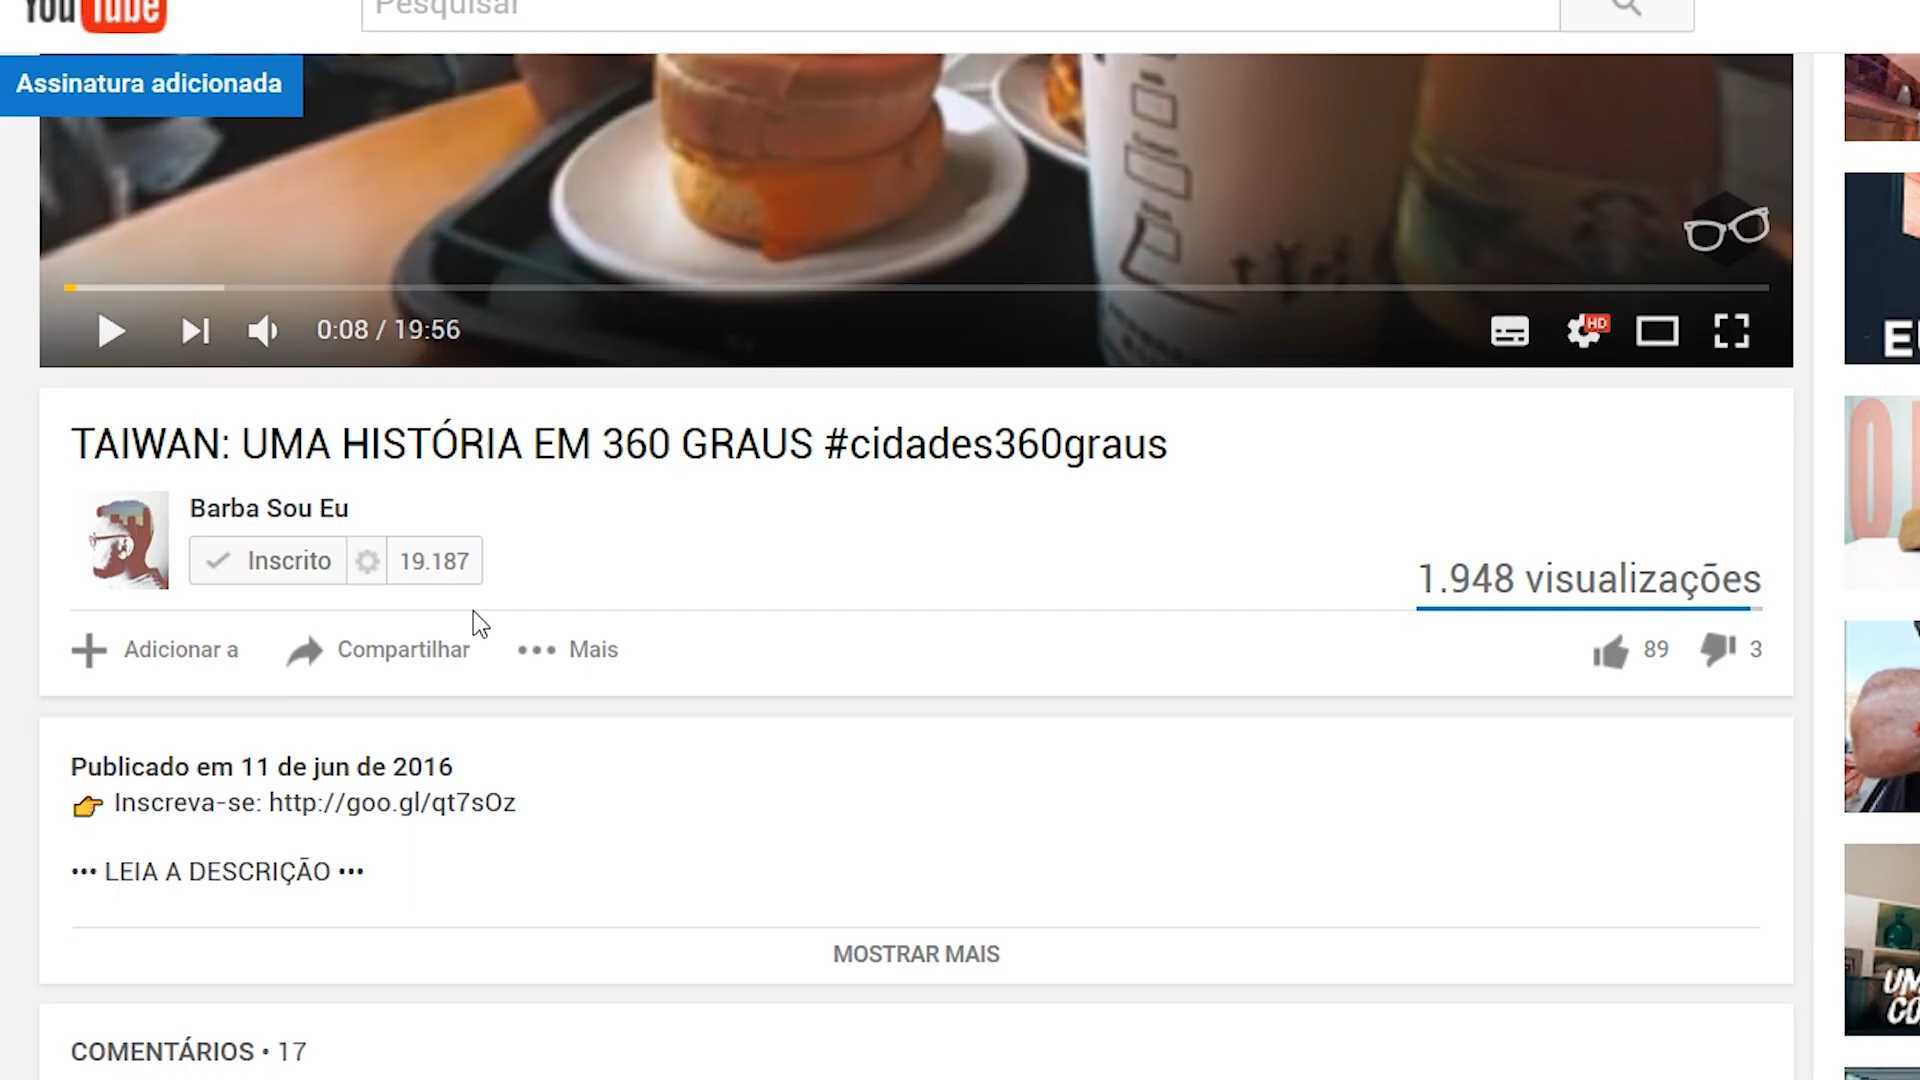 YouTube
Pesquisar
Assinatura adicionada
0:08 / 19:56
HD
TAIWAN: UMA HISTÓRIA EM 360 GRAUS #cidades360graus
Barba Sou Eu
Inscrito 19.187
1.948 visualizações
Adicionar a Compartilhar ••• Mais
89 3
Publicado em 11 de jun de 2016
👉 Inscreva-se: http://goo.gl/qt7sOz
••• LEIA A DESCRIÇÃO •••
MOSTRAR MAIS
COMENTÁRIOS • 17